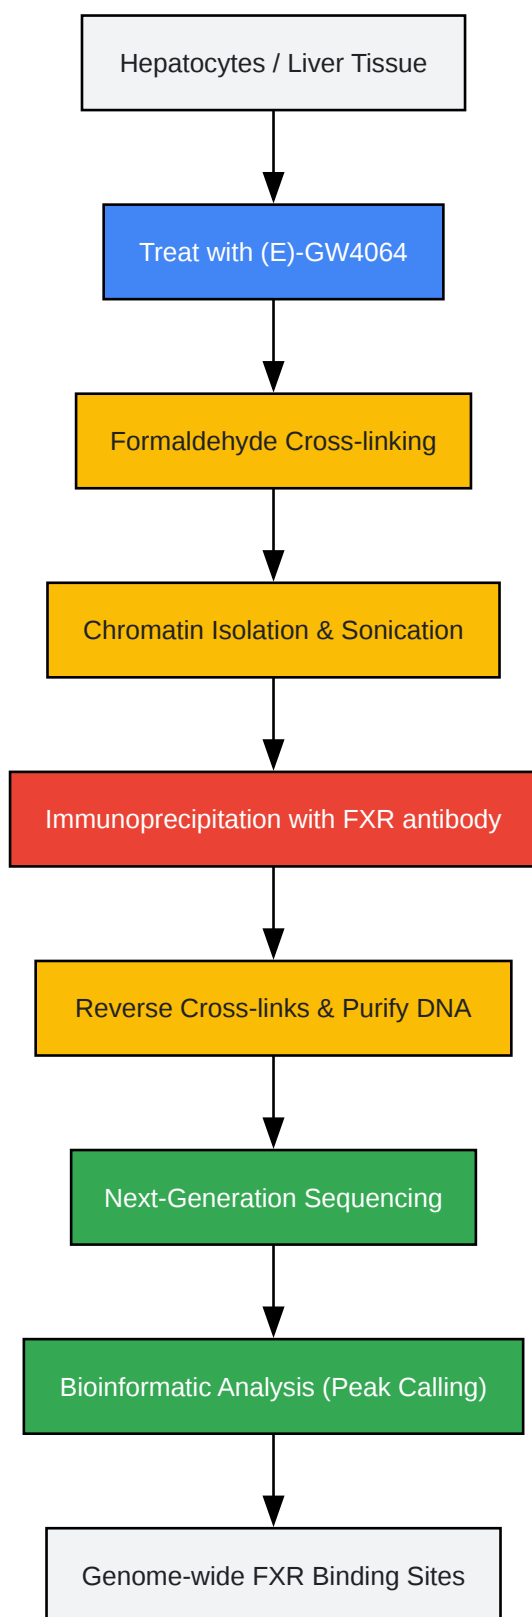 Hepatocytes / Liver Tissue
Treat with (E)-GW4064
Formaldehyde Cross-linking
Chromatin Isolation & Sonication
Immunoprecipitation with FXR antibody
Reverse Cross-links & Purify DNA
Next-Generation Sequencing
Bioinformatic Analysis (Peak Calling)
Genome-wide FXR Binding Sites